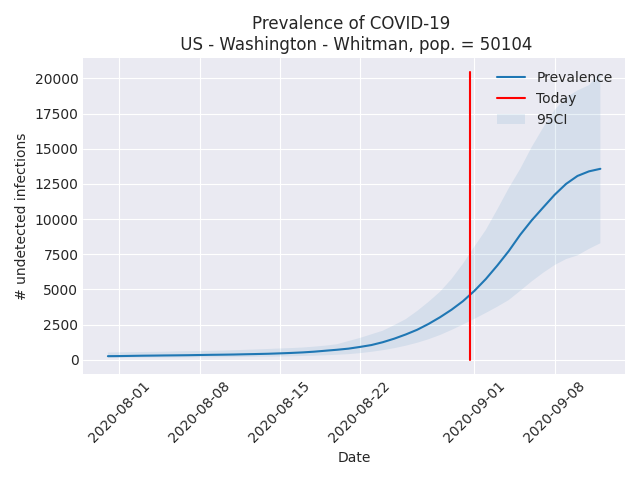 Prevalence of COVID-19
US - Washington - Whitman, pop. = 50104
Prevalence
Today
95CI
20000
17500
15000
12500
10000
7500
5000
2500
0
# undetected infections
2020-08-01
2020-08-08
2020-08-15
2020-08-22
2020-09-01
2020-09-08
Date